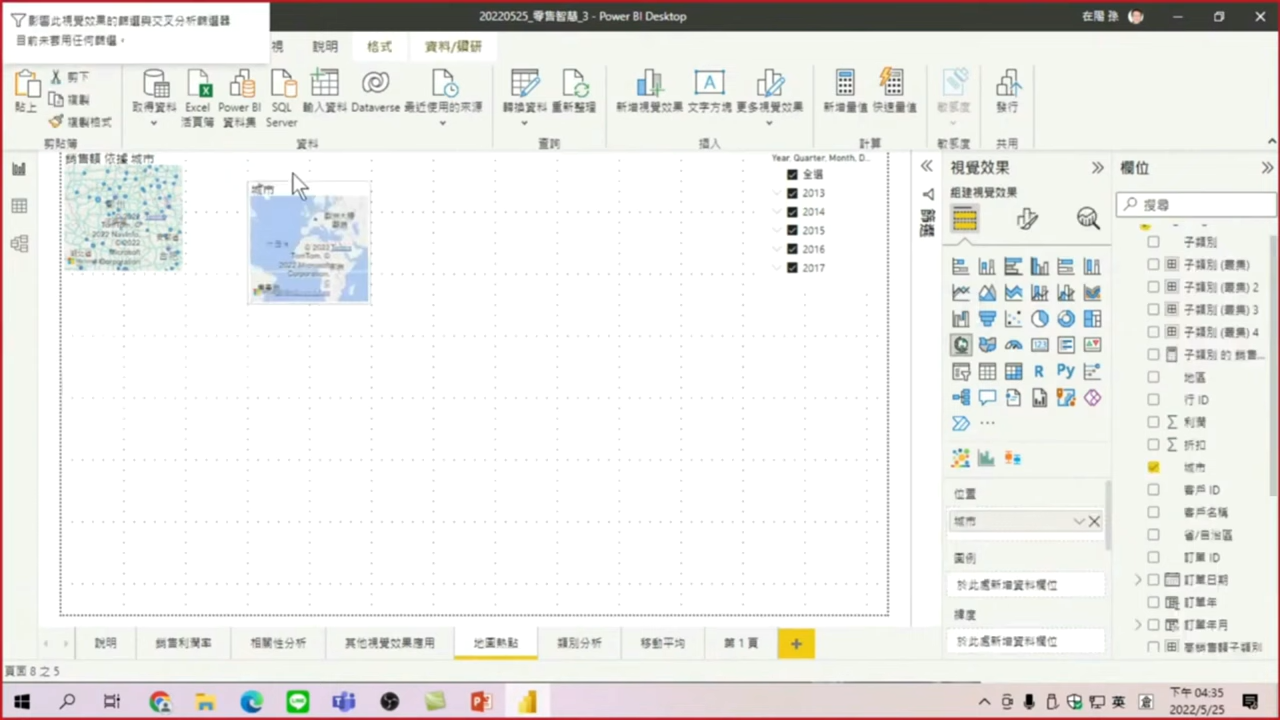 影響此視覺效果的篩選與交叉分析篩選器
目前未套用任何篩選。
20220525_零售智慧_3 - Power BI Desktop
在陽 孫
視
說明
格式
資料/鑽研
貼上
剪下
複製
複製格式
剪貼簿
取得資料
Excel 活頁簿
Power BI 資料集
SQL Server
輸入資料
Dataverse
最近使用的來源
資料
轉換資料
重新整理
查詢
新增視覺效果
文字方塊
更多視覺效果
插入
新增量值
快速量值
計算
敏感度
敏感度
發行
共用
銷售額 依據 城市
城市
Year, Quarter, Month, D...
全選
2013
2014
2015
2016
2017
篩選
視覺效果
組建視覺效果
R
Py
位置
城市
圖例
於此處新增資料欄位
緯度
於此處新增資料欄位
欄位
搜尋
子類別
子類別 (叢集)
子類別 (叢集) 2
子類別 (叢集) 3
子類別 (叢集) 4
子類別 的 銷售...
地區
行 ID
利潤
折扣
城市
客戶 ID
客戶名稱
省/自治區
訂單 ID
訂單日期
訂單年
訂單年月
說明
銷售利潤率
相關性分析
其他視覺效果應用
地圖熱點
類別分析
移動平均
第 1 頁
頁面 8 之 5
英
下午 04:35
2022/5/25